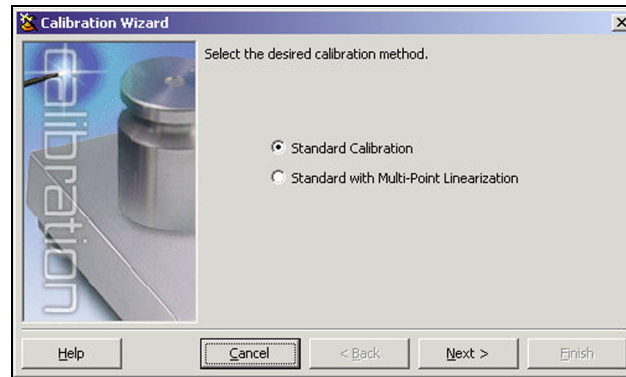 Calibration Wizard
Calibration
Select the desired calibration method.
Standard Calibration
Standard with Multi-Point Linearization
Help
Cancel
< Back
Next >
Finish